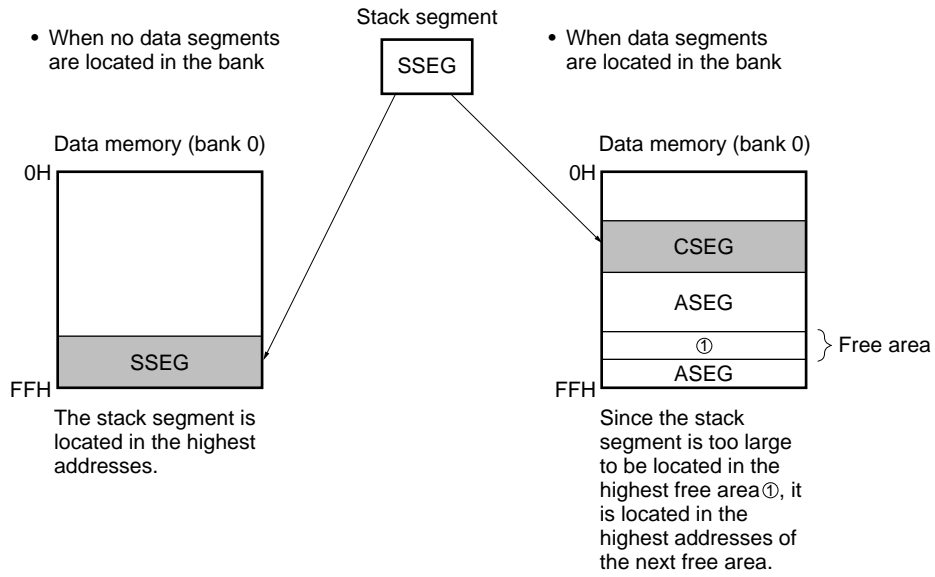 Stack segment
• When no data segments
are located in the bank
SSEG
• When data segments
are located in the bank
Data memory (bank 0)
0H
SSEG
FFH
The stack segment is
located in the highest
addresses.
Data memory (bank 0)
0H
CSEG
ASEG
①
Free area
ASEG
FFH
Since the stack
segment is too large
to be located in the
highest free area①, it
is located in the
highest addresses of
the next free area.